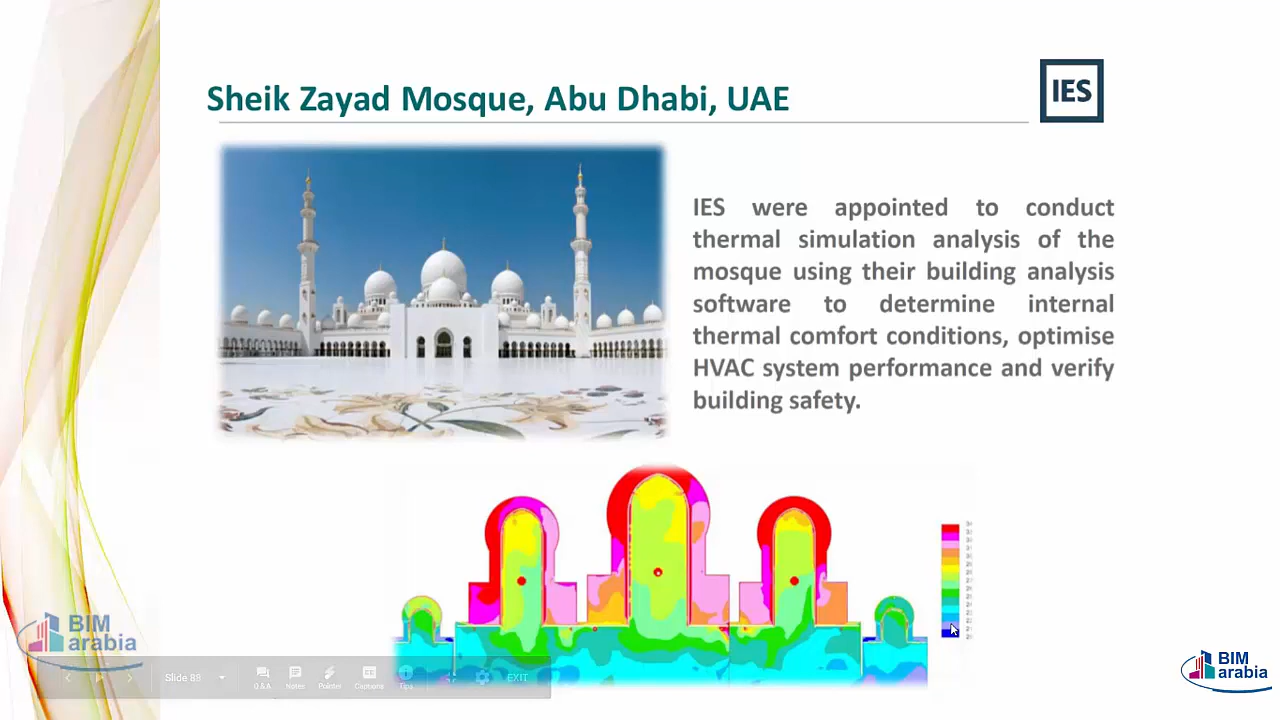 Sheik Zayad Mosque, Abu Dhabi, UAE
IES
IES were appointed to conduct
thermal simulation analysis of the
mosque using their building analysis
software to determine internal
thermal comfort conditions, optimise
HVAC system performance and verify
building safety.
BIM
arabia
Slide 89
Q&A
Notes
Pointer
Captions
Tips
EXIT
BIM
arabia